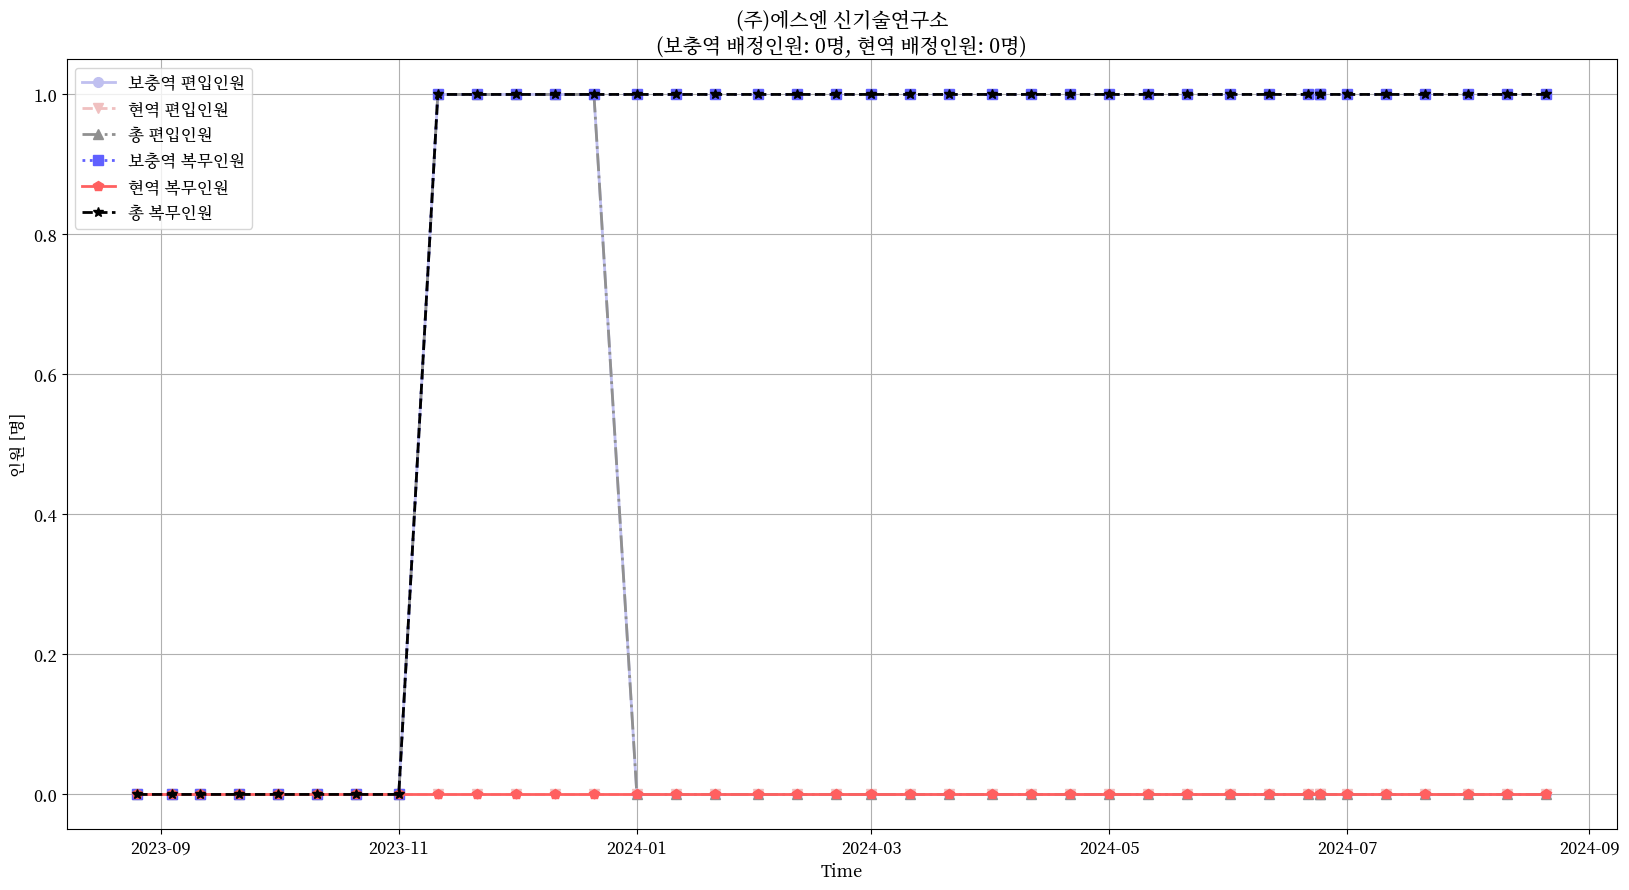 (주)에스엔 신기술연구소
(보충역 배정인원: 0명, 현역 배정인원: 0명)
보충역 편입인원
현역 편입인원
총 편입인원
보충역 복무인원
현역 복무인원
총 복무인원
인원 [명]
1.0
0.8
0.6
0.4
0.2
0.0
2023-09
2023-11
2024-01
2024-03
2024-05
2024-07
2024-09
Time